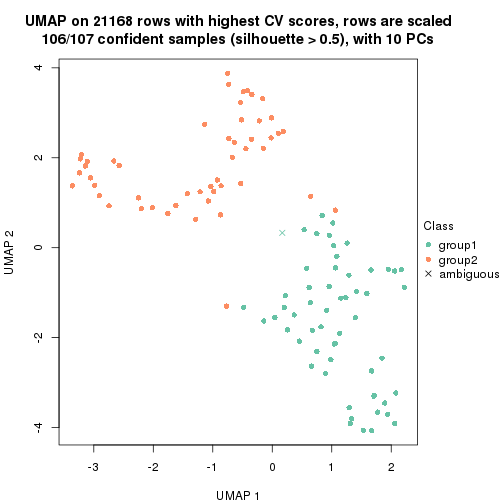 UMAP on 21168 rows with highest CV scores, rows are scaled
106/107 confident samples (silhouette > 0.5), with 10 PCs
4
2
0
-2
-4
UMAP 2
-3
-2
-1
0
1
2
UMAP 1
Class
group1
group2
ambiguous